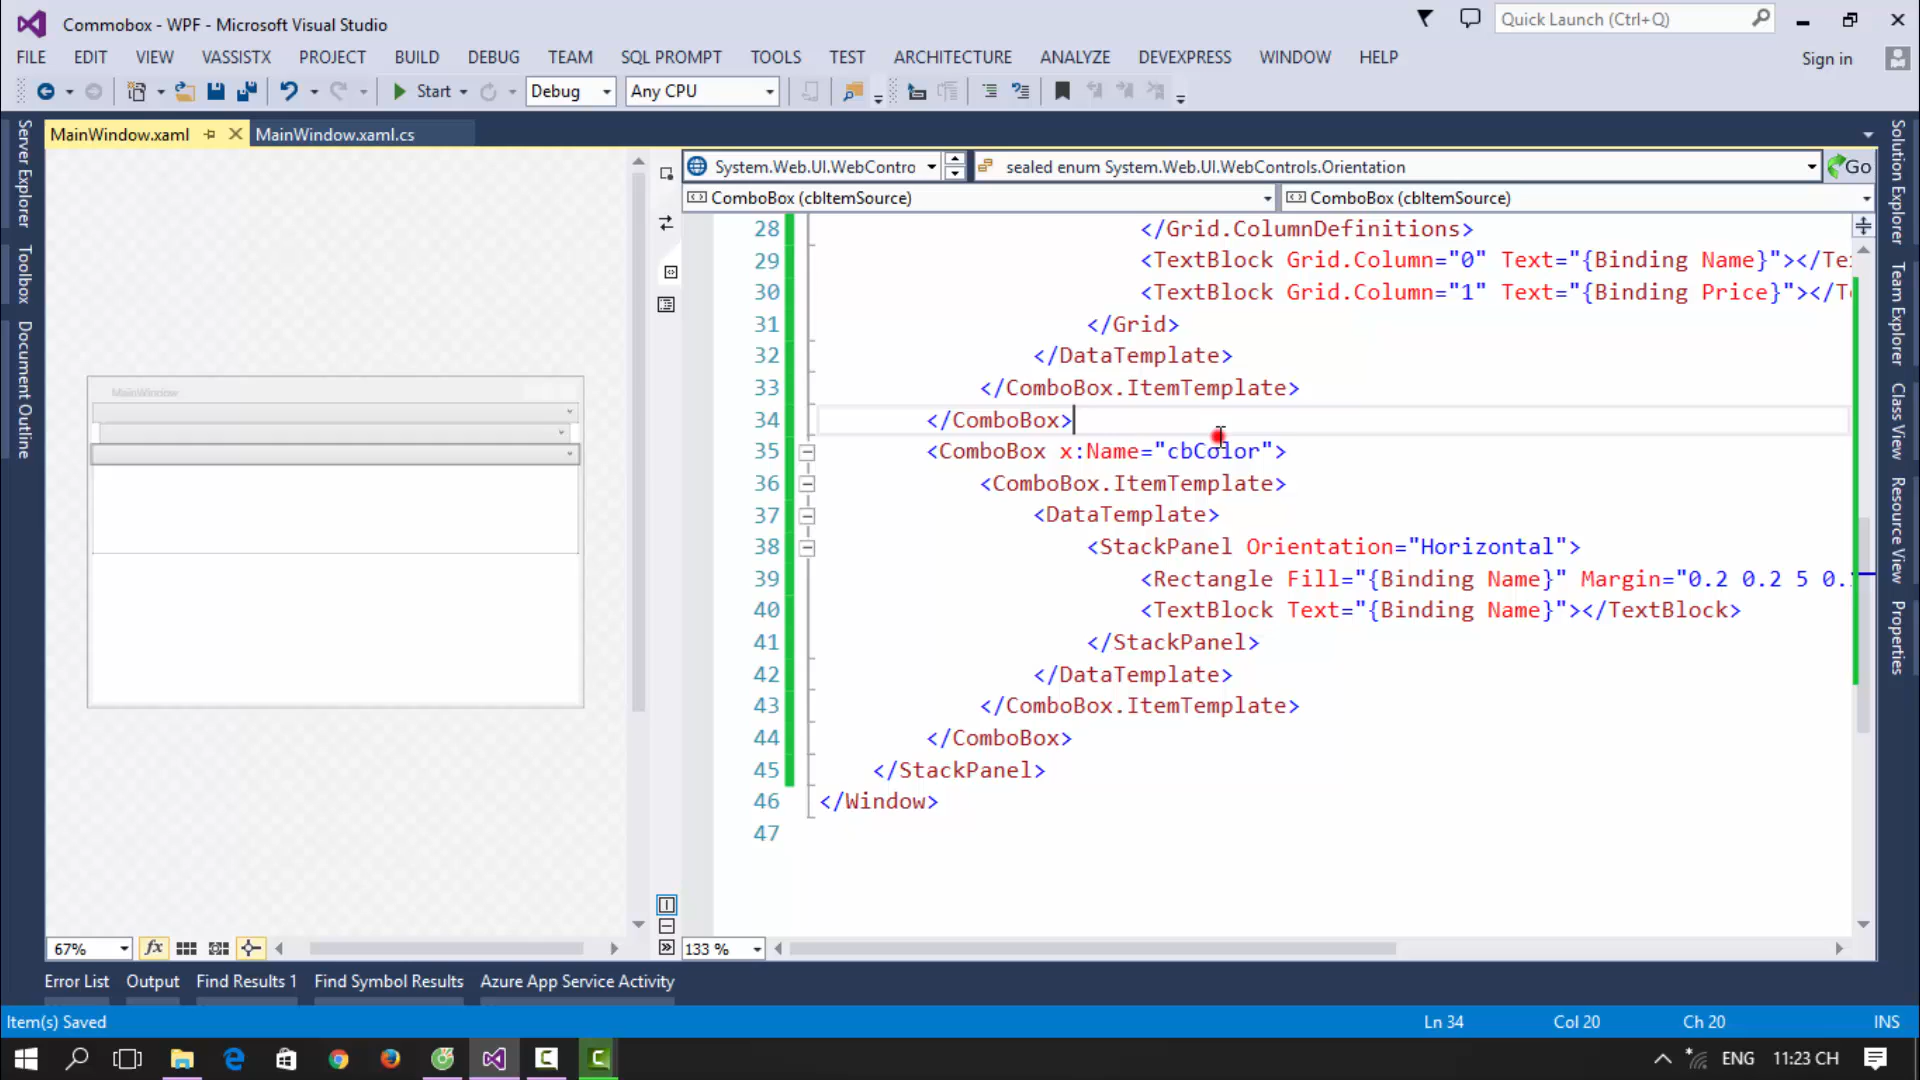 Commobox - WPF - Microsoft Visual Studio
Quick Launch (Ctrl+Q)
FILE EDIT VIEW VASSISTX PROJECT BUILD DEBUG TEAM SQL PROMPT TOOLS TEST ARCHITECTURE ANALYZE DEVEXPRESS WINDOW HELP
Sign in
Start Debug Any CPU
MainWindow.xaml MainWindow.xaml.cs
Server Explorer
Toolbox
Document Outline
System.Web.UI.WebContro sealed enum System.Web.UI.WebControls.Orientation Go
ComboBox (cbItemSource) ComboBox (cbItemSource)
MainWindow
28 </Grid.ColumnDefinitions>
29 <TextBlock Grid.Column="0" Text="{Binding Name}"></Te
30 <TextBlock Grid.Column="1" Text="{Binding Price}"></T
31 </Grid>
32 </DataTemplate>
33 </ComboBox.ItemTemplate>
34 </ComboBox>
35 <ComboBox x:Name="cbColor">
36 <ComboBox.ItemTemplate>
37 <DataTemplate>
38 <StackPanel Orientation="Horizontal">
39 <Rectangle Fill="{Binding Name}" Margin="0.2 0.2 5 0.
40 <TextBlock Text="{Binding Name}"></TextBlock>
41 </StackPanel>
42 </DataTemplate>
43 </ComboBox.ItemTemplate>
44 </ComboBox>
45 </StackPanel>
46 </Window>
47
Solution Explorer
Team Explorer
Class View
Resource View
Properties
67% fx
133 %
Error List Output Find Results 1 Find Symbol Results Azure App Service Activity
Item(s) Saved
Ln 34 Col 20 Ch 20 INS
ENG 11:23 CH